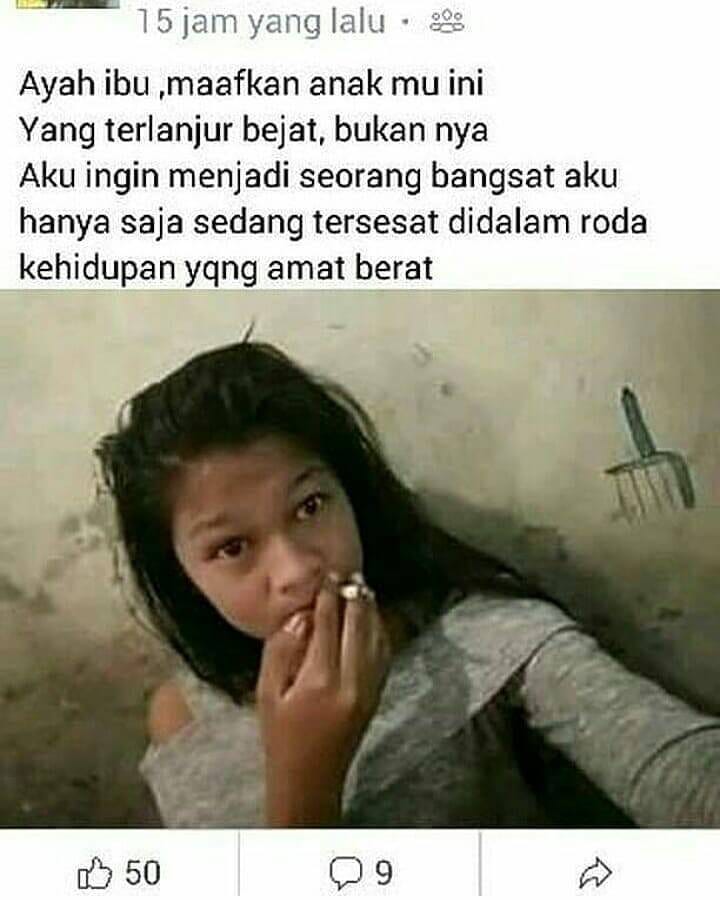 15 jam yang lalu ·
Ayah ibu ,maafkan anak mu ini
Yang terlanjur bejat, bukan nya
Aku ingin menjadi seorang bangsat aku
hanya saja sedang tersesat didalam roda
kehidupan yqng amat berat
50
9